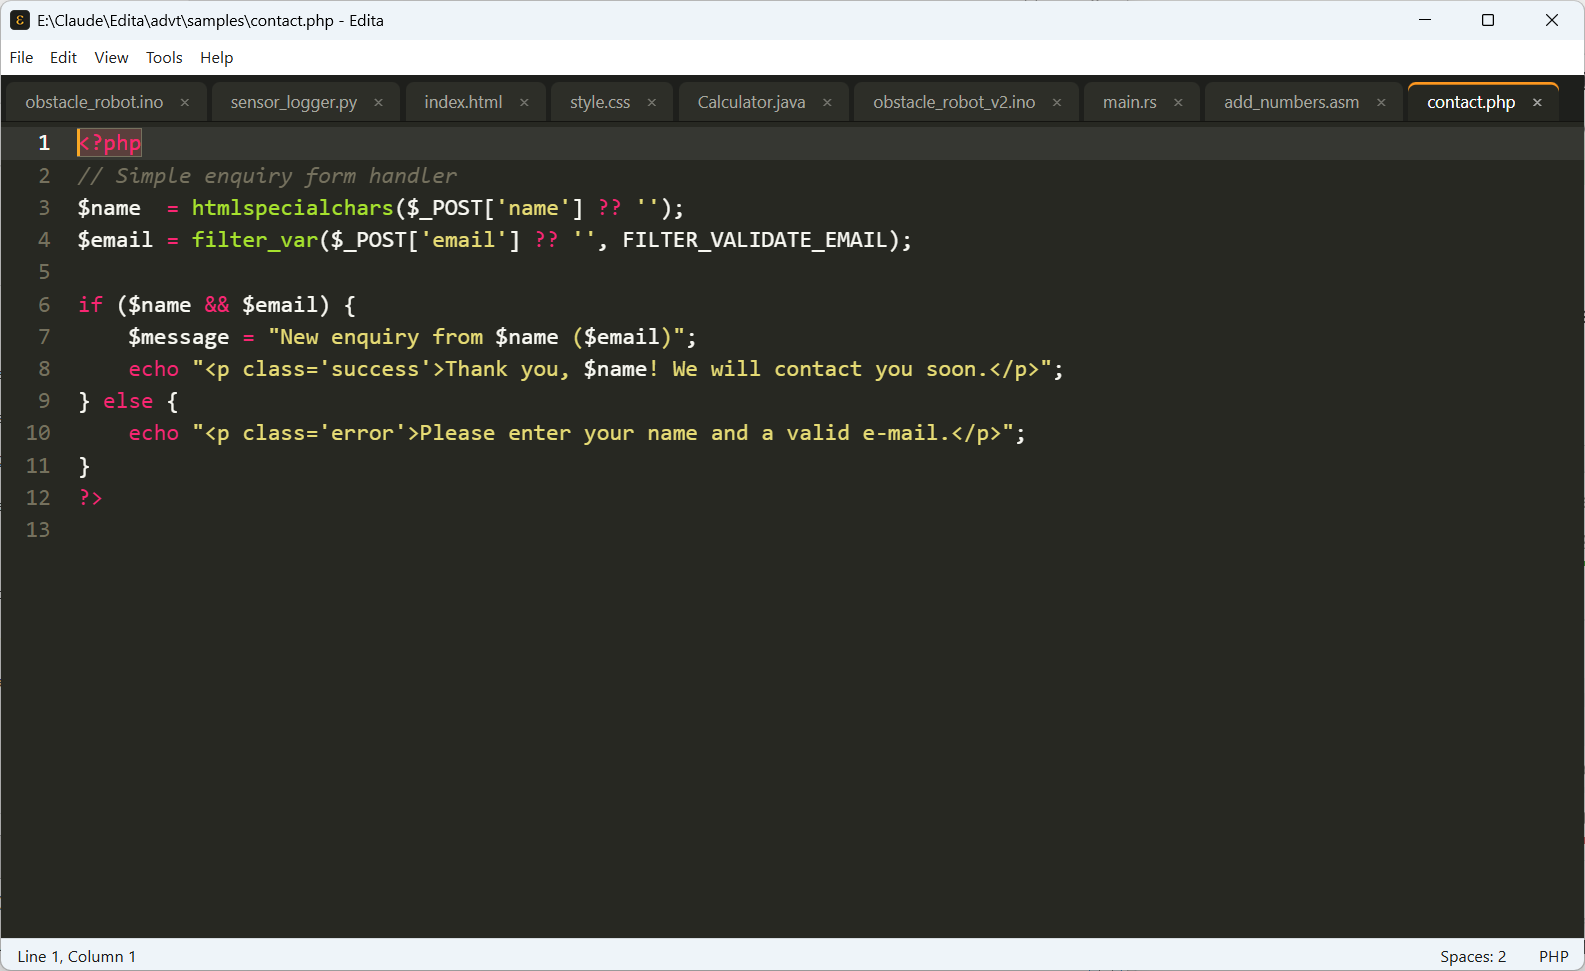 E:\Claude\Edita\advt\samples\contact.php - Edita
File Edit View Tools Help
obstacle_robot.ino × sensor_logger.py × index.html × style.css × Calculator.java × obstacle_robot_v2.ino × main.rs × add_numbers.asm × contact.php ×
1 <?php
2 // Simple enquiry form handler
3 $name  = htmlspecialchars($_POST['name'] ?? '');
4 $email = filter_var($_POST['email'] ?? '', FILTER_VALIDATE_EMAIL);
5
6 if ($name && $email) {
7     $message = "New enquiry from $name ($email)";
8     echo "<p class='success'>Thank you, $name! We will contact you soon.</p>";
9 } else {
10     echo "<p class='error'>Please enter your name and a valid e-mail.</p>";
11 }
12 ?>
13
Line 1, Column 1 Spaces: 2 PHP